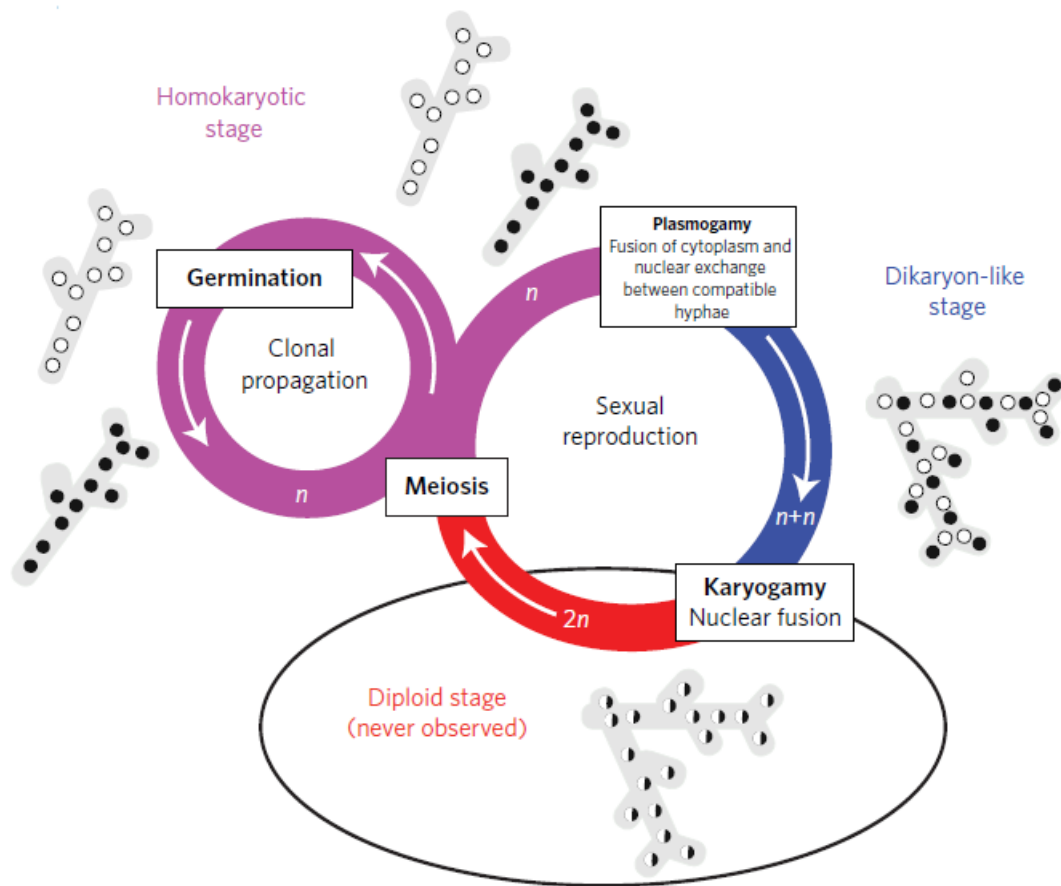 Homokaryotic
stage
Plasmogamy
Fusion of cytoplasm and
nuclear exchange
between compatible
hyphae
n
Germination
Dikaryon-like
stage
Clonal
propagation
Sexual
reproduction
n
Meiosis
n+n
Karyogamy
Nuclear fusion
2n
Diploid stage
(never observed)